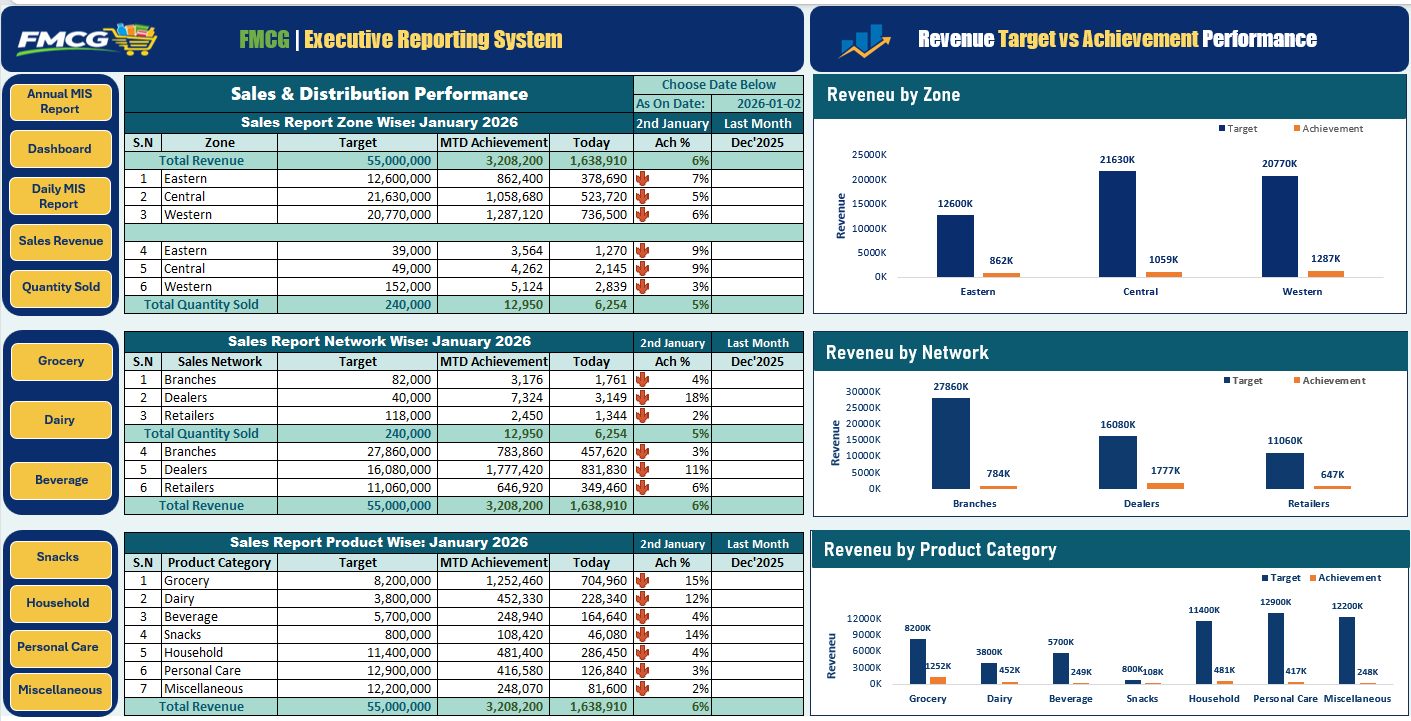 FMCG
FMCG | Executive Reporting System
Revenue Target vs Achievement Performance
Annual MIS
Report
Dashboard
Daily MIS
Report
Sales Revenue
Quantity Sold
Grocery
Dairy
Beverage
Snacks
Household
Personal Care
Miscellaneous
Sales & Distribution Performance
Choose Date Below
As On Date: 2026-01-02
Sales Report Zone Wise: January 2026 2nd January Last Month
S.N Zone Target MTD Achievement Today Ach % Dec'2025
Total Revenue 55,000,000 3,208,200 1,638,910 6%
1 Eastern 12,600,000 862,400 378,690 7%
2 Central 21,630,000 1,058,680 523,720 5%
3 Western 20,770,000 1,287,120 736,500 6%
4 Eastern 39,000 3,564 1,270 9%
5 Central 49,000 4,262 2,145 9%
6 Western 152,000 5,124 2,839 3%
Total Quantity Sold 240,000 12,950 6,254 5%
Sales Report Network Wise: January 2026 2nd January Last Month
S.N Sales Network Target MTD Achievement Today Ach % Dec'2025
1 Branches 82,000 3,176 1,761 4%
2 Dealers 40,000 7,324 3,149 18%
3 Retailers 118,000 2,450 1,344 2%
Total Quantity Sold 240,000 12,950 6,254 5%
4 Branches 27,860,000 783,860 457,620 3%
5 Dealers 16,080,000 1,777,420 831,830 11%
6 Retailers 11,060,000 646,920 349,460 6%
Total Revenue 55,000,000 3,208,200 1,638,910 6%
Sales Report Product Wise: January 2026 2nd January Last Month
S.N Product Category Target MTD Achievement Today Ach % Dec'2025
1 Grocery 8,200,000 1,252,460 704,960 15%
2 Dairy 3,800,000 452,330 228,340 12%
3 Beverage 5,700,000 248,940 164,640 4%
4 Snacks 800,000 108,420 46,080 14%
5 Household 11,400,000 481,400 286,450 4%
6 Personal Care 12,900,000 416,580 126,840 3%
7 Miscellaneous 12,200,000 248,070 81,600 2%
Total Revenue 55,000,000 3,208,200 1,638,910 6%
Reveneu by Zone
Target Achievement
Revenue
25000K
20000K
15000K
10000K
5000K
0K
12600K 862K
21630K 1059K
20770K 1287K
Eastern Central Western
Reveneu by Network
Target Achievement
Revenue
30000K
25000K
20000K
15000K
10000K
5000K
0K
27860K 784K
16080K 1777K
11060K 647K
Branches Dealers Retailers
Reveneu by Product Category
Target Achievement
Reveneu
12000K
9000K
6000K
3000K
0K
8200K 1252K
3800K 452K
5700K 249K
800K 108K
11400K 481K
12900K 417K
12200K 248K
Grocery Dairy Beverage Snacks Household Personal Care Miscellaneous